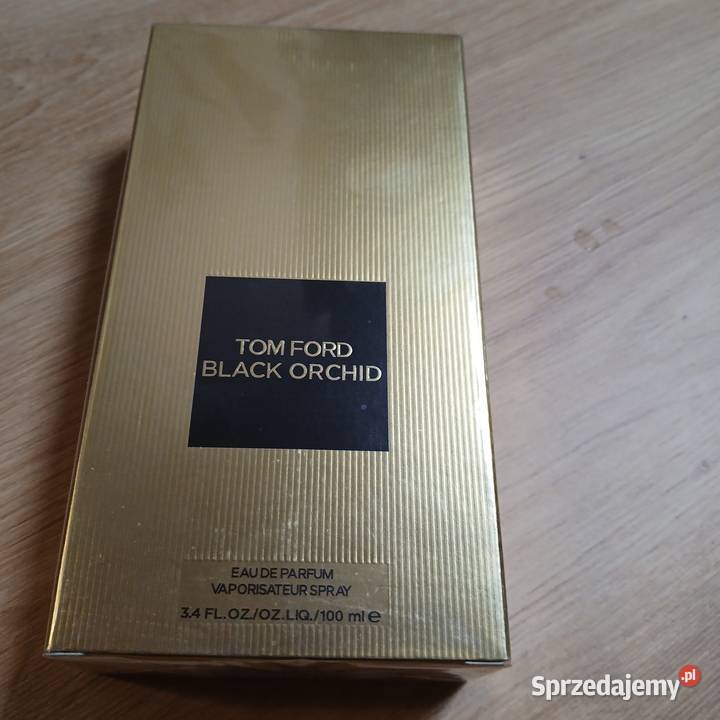 TOM FORD
BLACK ORCHID
EAU DE PARFUM
VAPORISATEUR SPRAY
3.4 FL.OZ./OZ.LIQ./100 ml e
Sprzedajemy.pl